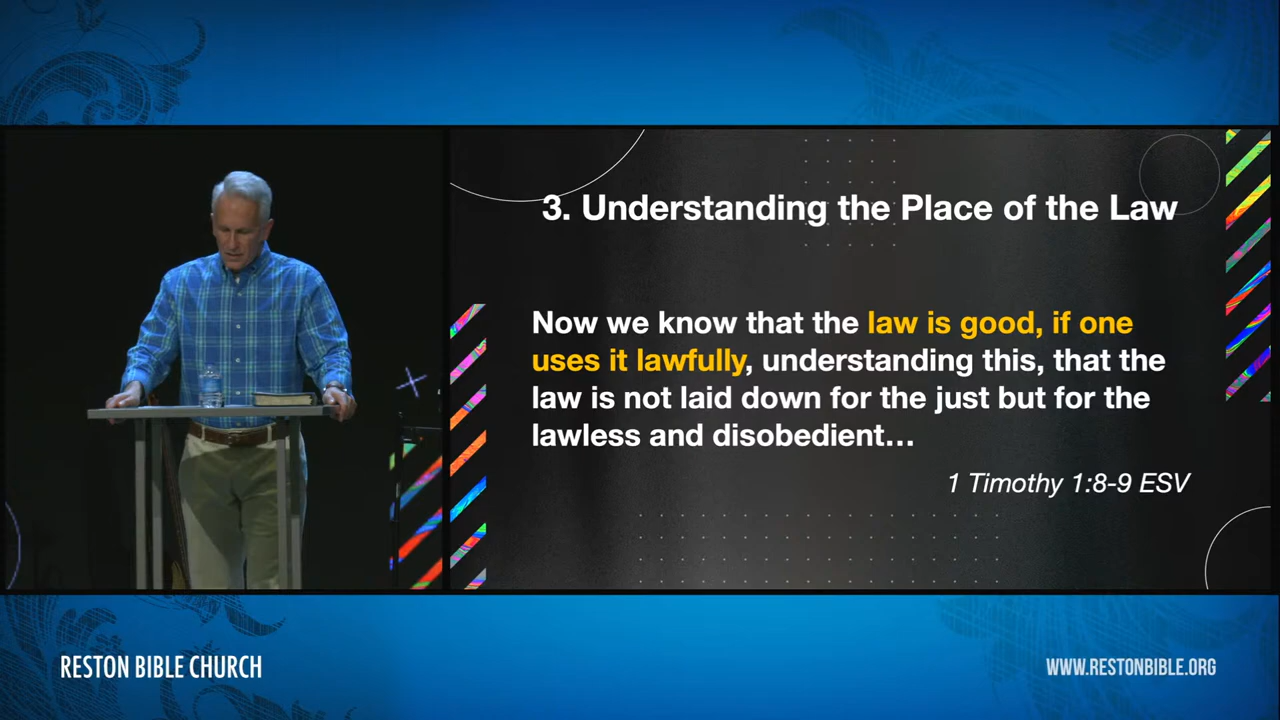 3. Understanding the Place of the Law
Now we know that the law is good, if one
uses it lawfully, understanding this, that the
law is not laid down for the just but for the
lawless and disobedient...
1 Timothy 1:8-9 ESV
RESTON BIBLE CHURCH
WWW.RESTONBIBLE.ORG